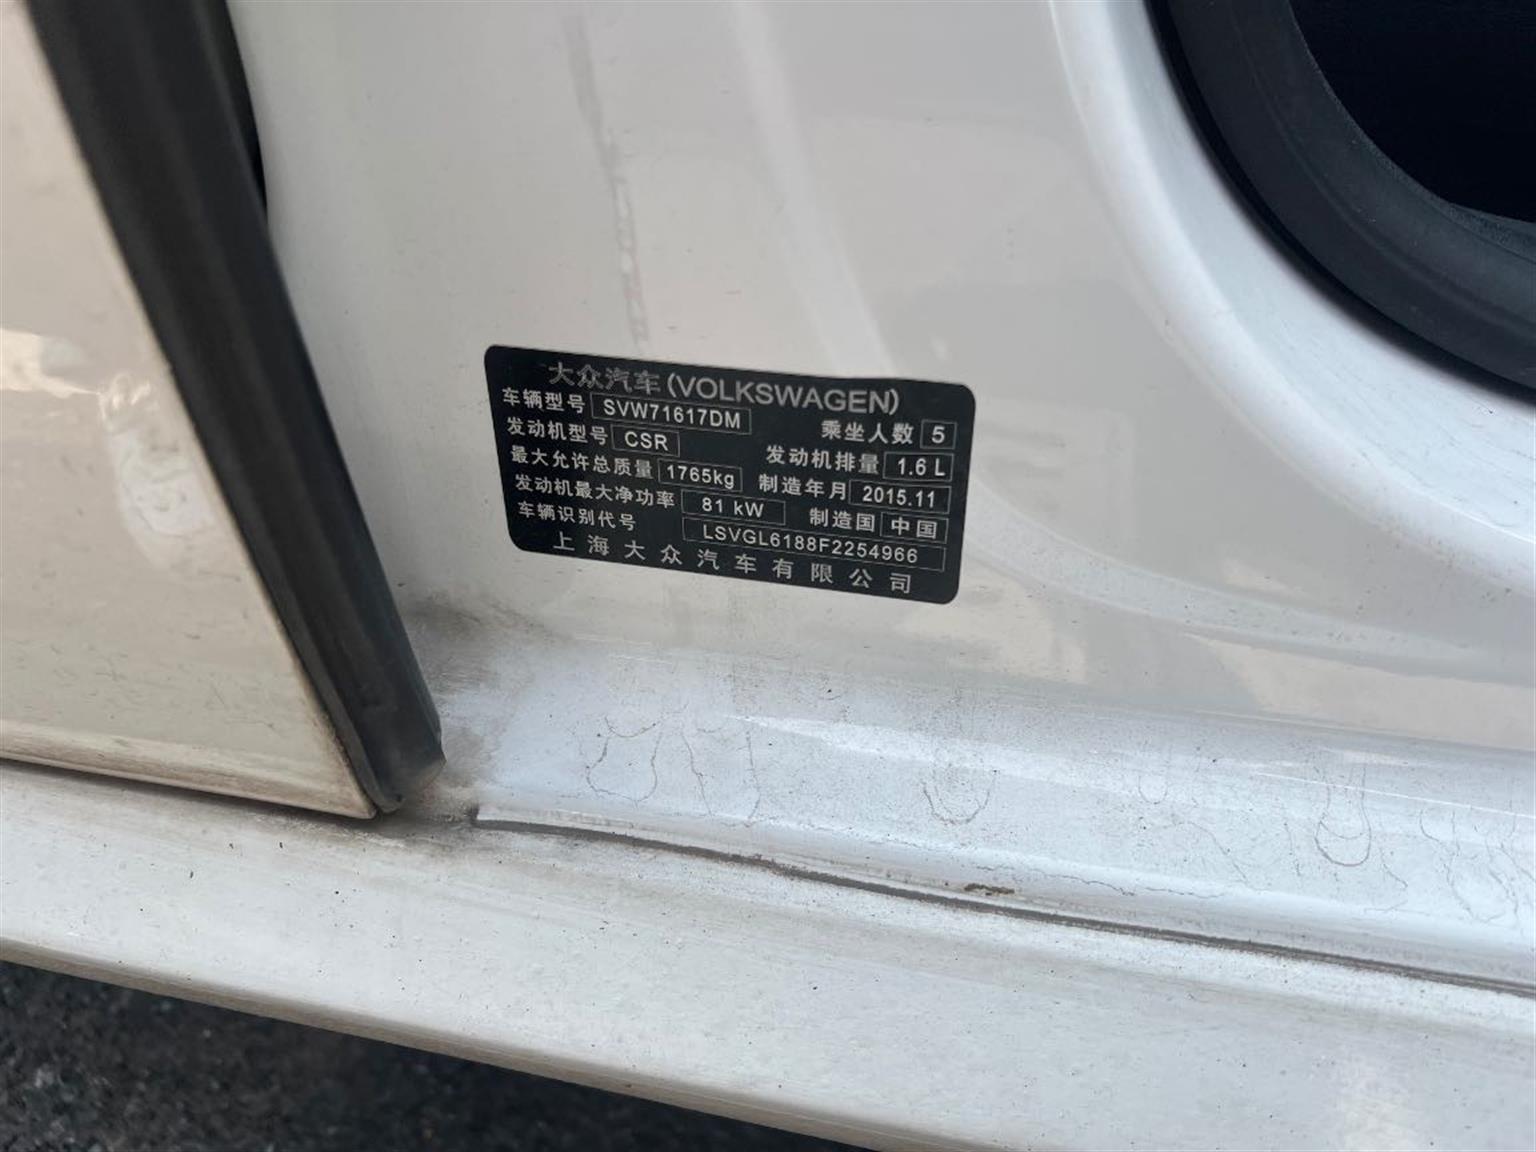 大众汽车(VOLKSWAGEN)
车辆型号 SVW71617DM 乘坐人数 5
发动机型号 CSR 发动机排量 1.6 L
最大允许总质量 1765kg 制造年月 2015.11
发动机最大净功率 81 kW 制造国 中国
车辆识别代号 LSVGL6188F2254966
上海大众汽车有限公司